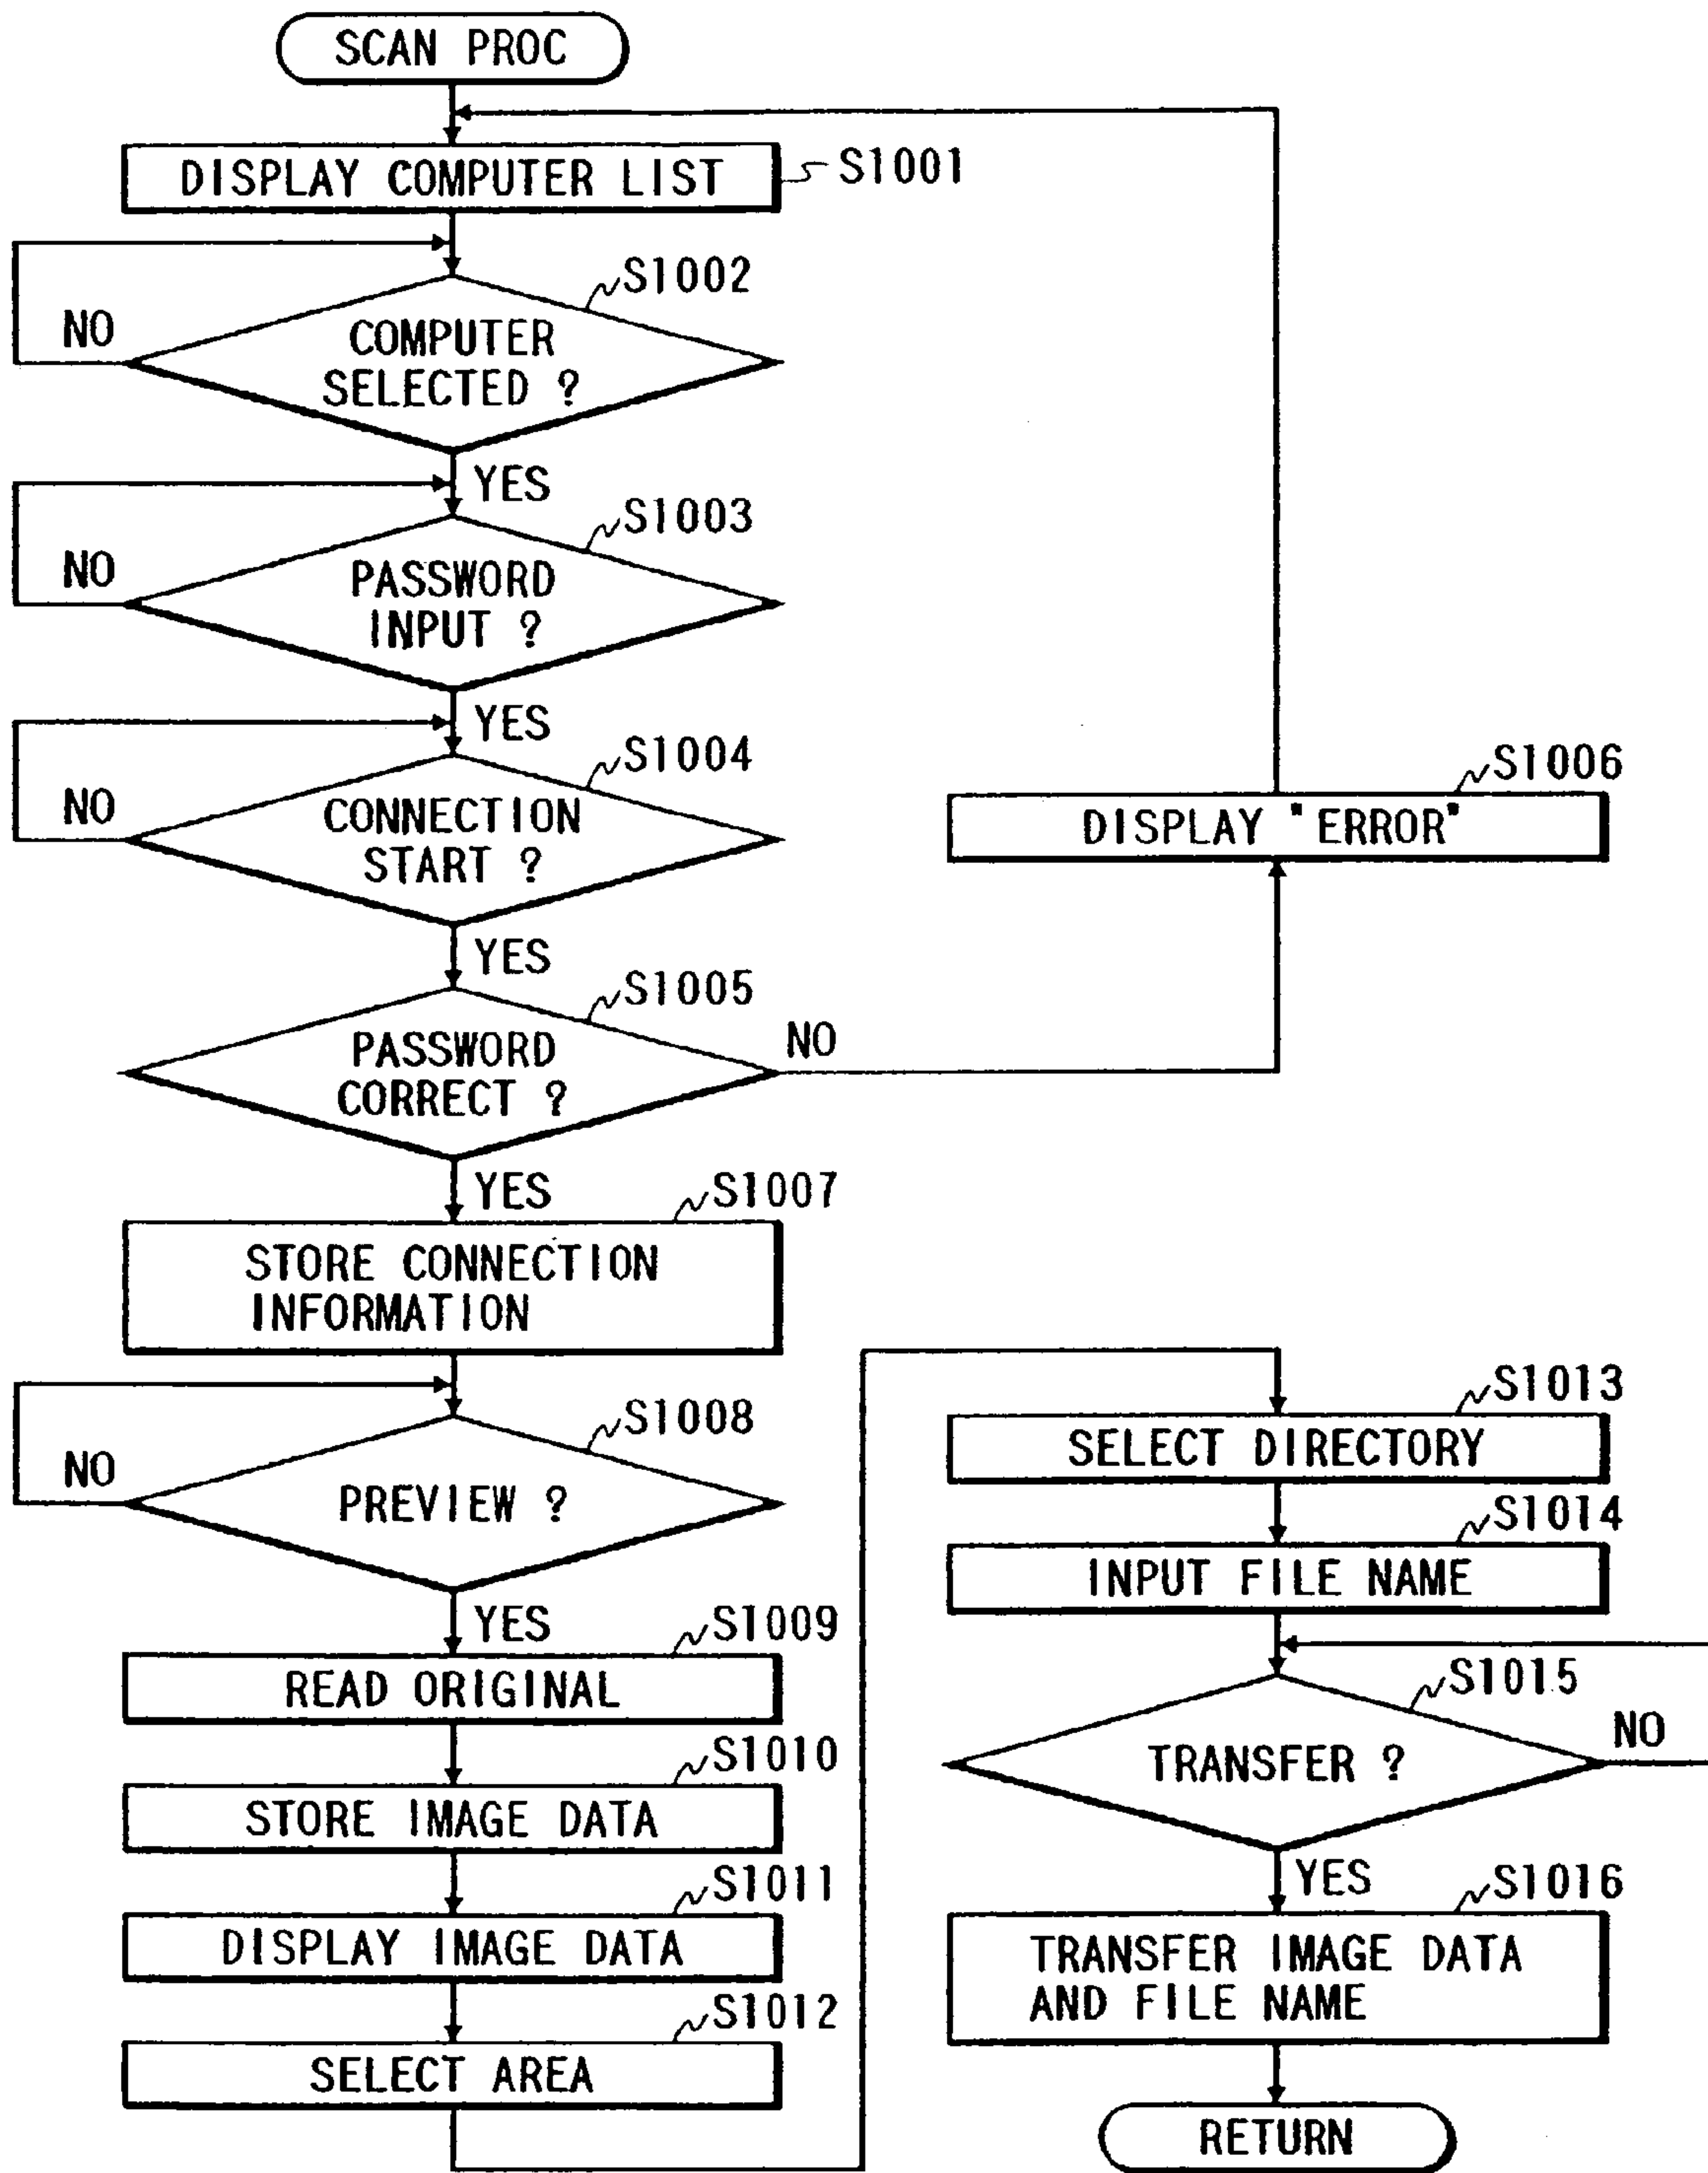 SCAN PROC
DISPLAY COMPUTER LIST
S1001
S1002
NO
COMPUTER
SELECTED ?
YES
S1003
NO
PASSWORD
INPUT ?
YES
S1004
NO
CONNECTION
START ?
YES
S1005
PASSWORD
CORRECT ?
NO
S1006
DISPLAY "ERROR"
YES
S1007
STORE CONNECTION
INFORMATION
S1008
NO
PREVIEW ?
YES
S1009
READ ORIGINAL
S1010
STORE IMAGE DATA
S1011
DISPLAY IMAGE DATA
S1012
SELECT AREA
S1013
SELECT DIRECTORY
S1014
INPUT FILE NAME
S1015
TRANSFER ?
NO
YES
S1016
TRANSFER IMAGE DATA
AND FILE NAME
RETURN